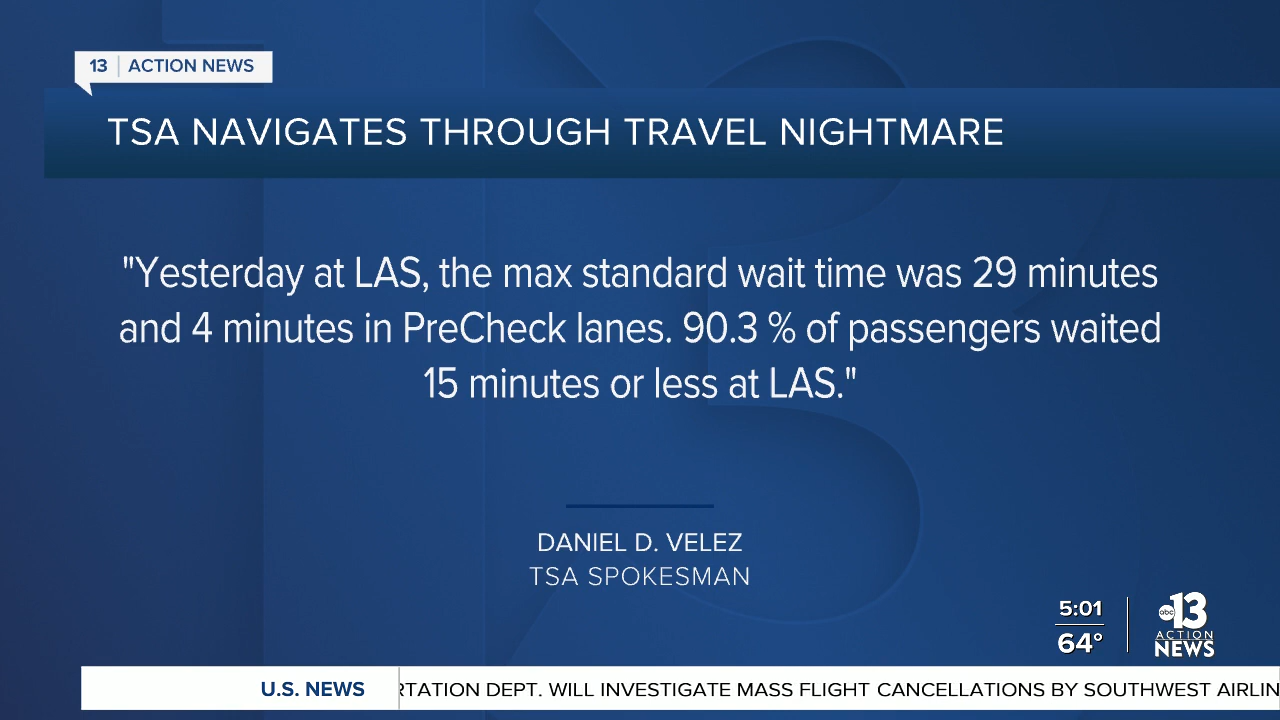 13 ACTION NEWS
TSA NAVIGATES THROUGH TRAVEL NIGHTMARE
"Yesterday at LAS, the max standard wait time was 29 minutes
and 4 minutes in PreCheck lanes. 90.3 % of passengers waited
15 minutes or less at LAS."
DANIEL D. VELEZ
TSA SPOKESMAN
5:01
64°
abc 13
ACTION
NEWS
U.S. NEWS
RTATION DEPT. WILL INVESTIGATE MASS FLIGHT CANCELLATIONS BY SOUTHWEST AIRLIN